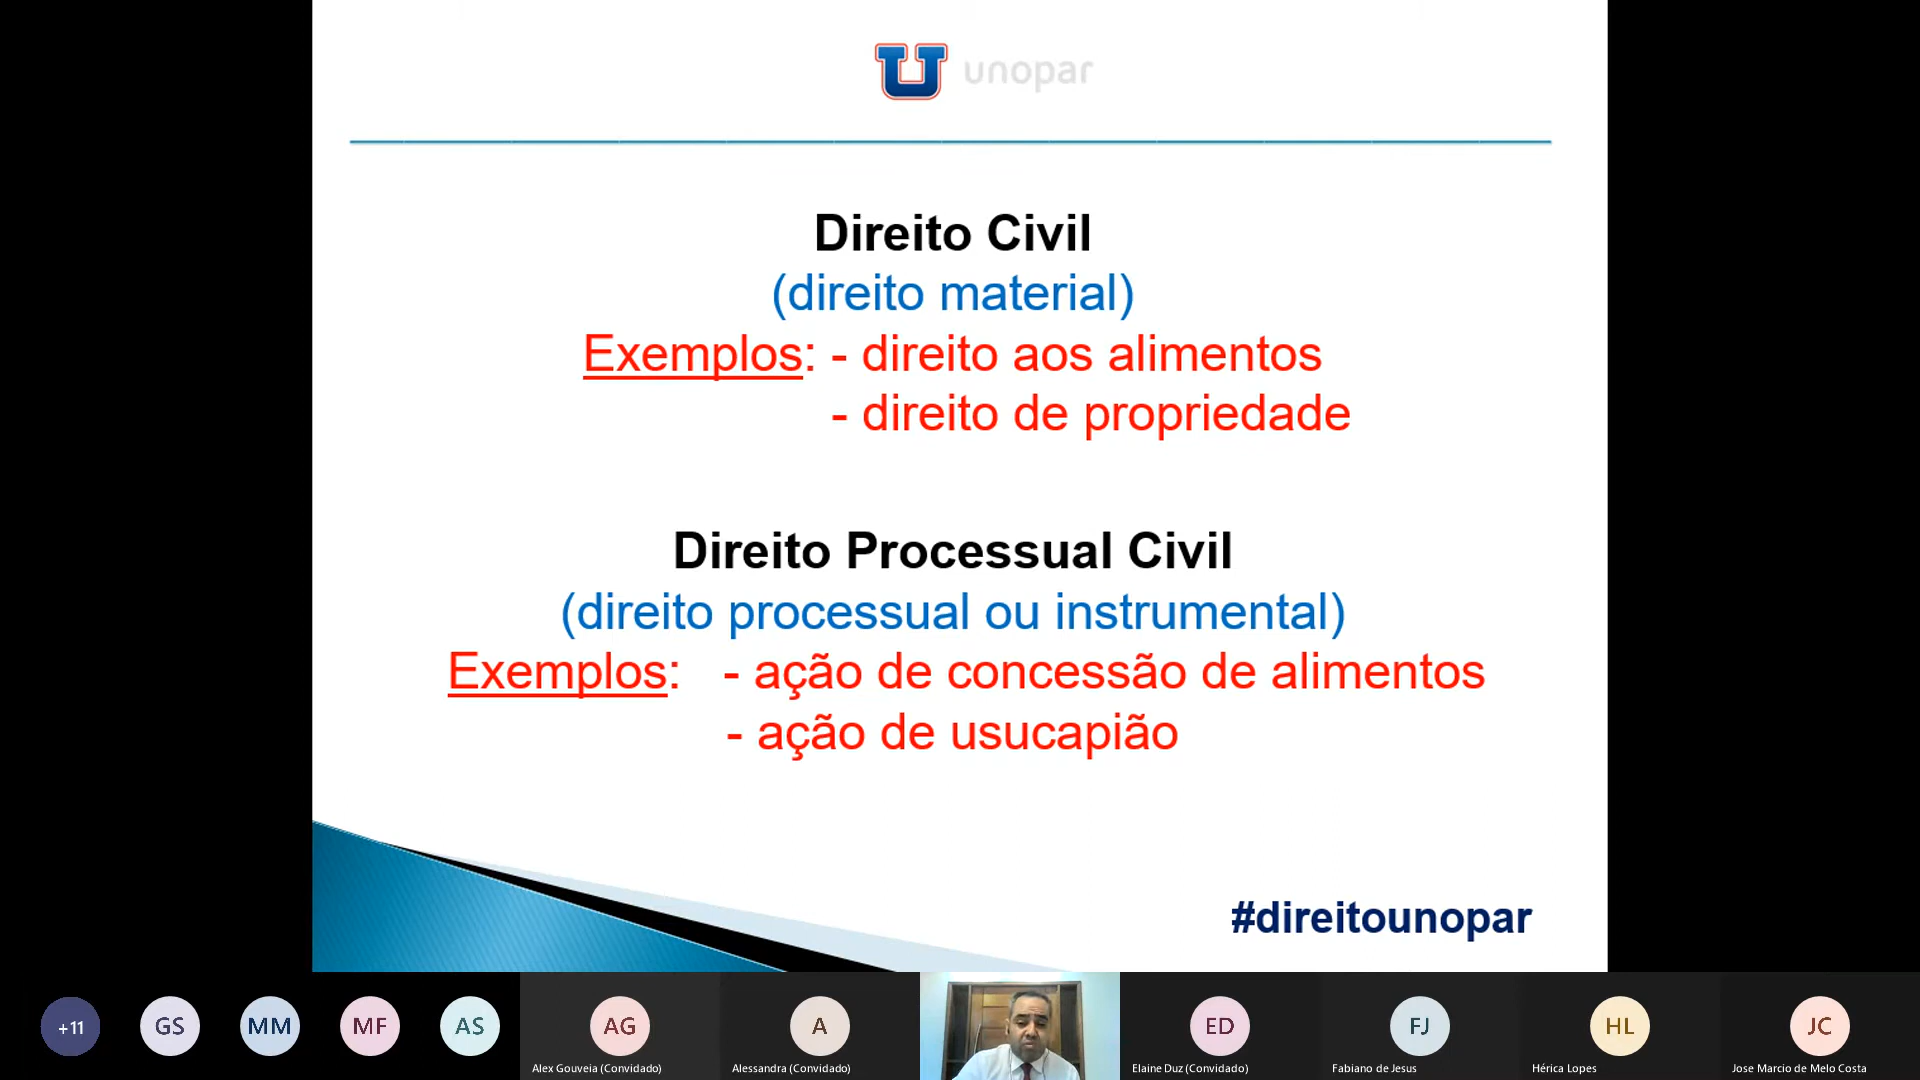 unopar
Direito Civil
(direito material)
Exemplos: - direito aos alimentos
- direito de propriedade
Direito Processual Civil
(direito processual ou instrumental)
Exemplos: - ação de concessão de alimentos
- ação de usucapião
#direitounopar
+11 GS MM MF AS AG A ED FJ HL JC
Alex Gouveia (Convidado) Alessandra (Convidado) Elaine Duz (Convidado) Fabiano de Jesus Hérica Lopes Jose Marcio de Melo Costa